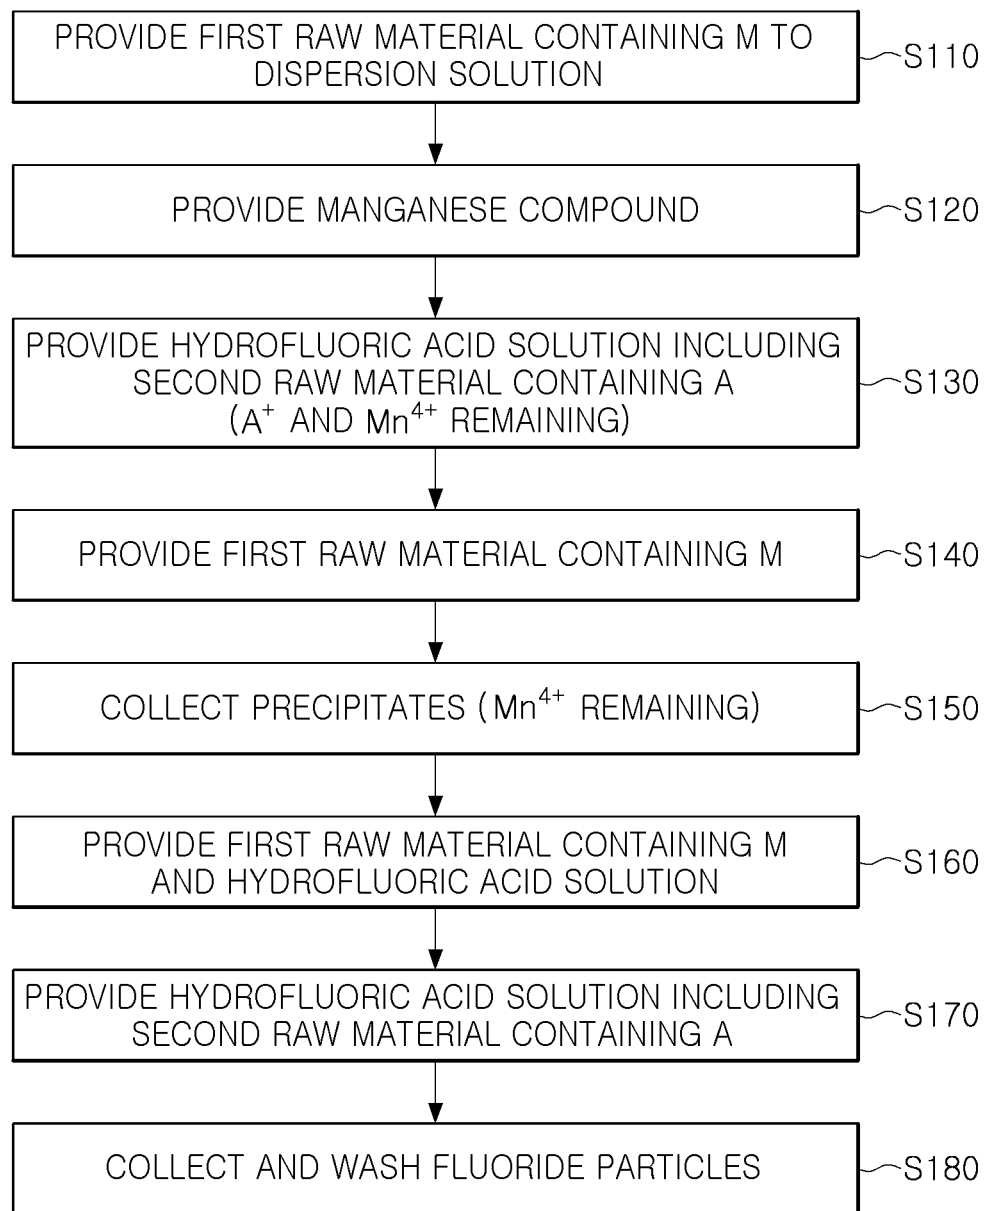 PROVIDE FIRST RAW MATERIAL CONTAINING M TO
DISPERSION SOLUTION
S110
PROVIDE MANGANESE COMPOUND
S120
PROVIDE HYDROFLUORIC ACID SOLUTION INCLUDING
SECOND RAW MATERIAL CONTAINING A
(A⁺ AND Mn⁴⁺ REMAINING)
S130
PROVIDE FIRST RAW MATERIAL CONTAINING M
S140
COLLECT PRECIPITATES (Mn⁴⁺ REMAINING)
S150
PROVIDE FIRST RAW MATERIAL CONTAINING M
AND HYDROFLUORIC ACID SOLUTION
S160
PROVIDE HYDROFLUORIC ACID SOLUTION INCLUDING
SECOND RAW MATERIAL CONTAINING A
S170
COLLECT AND WASH FLUORIDE PARTICLES
S180